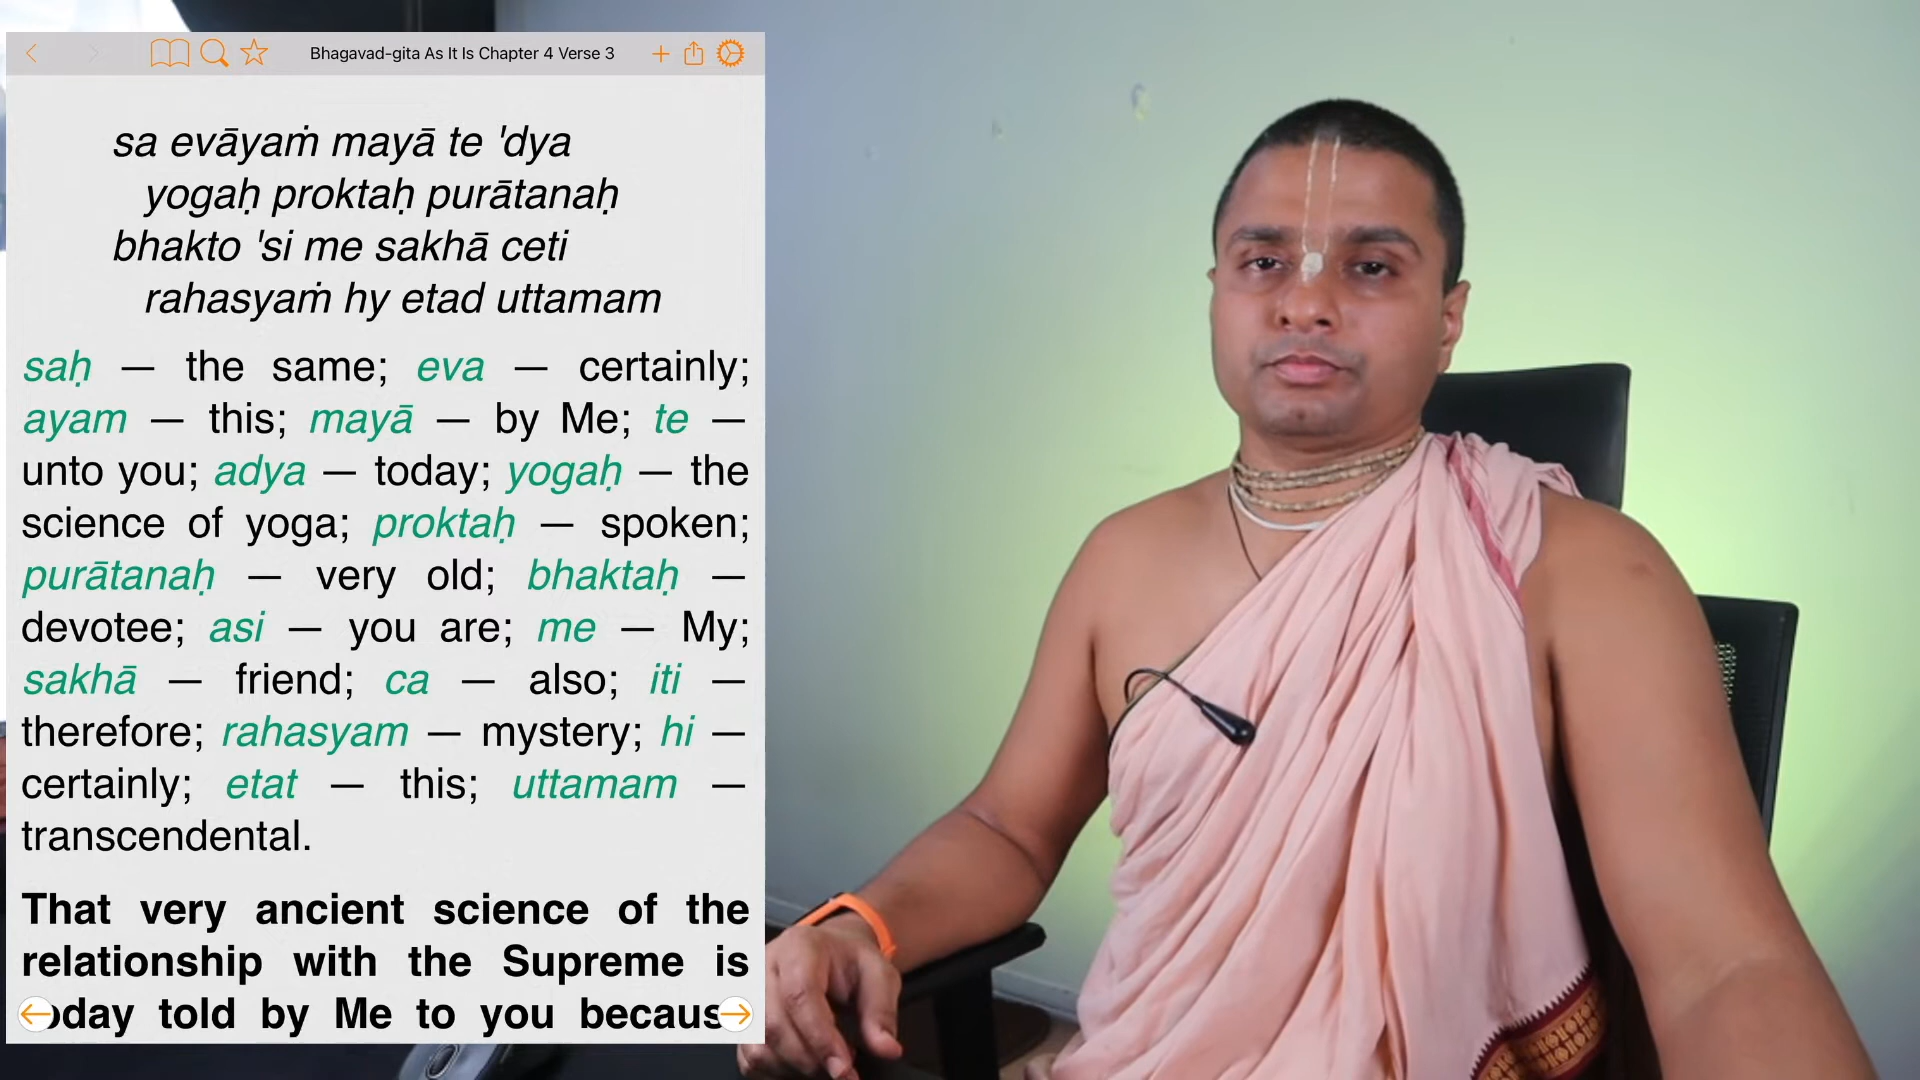 Bhagavad-gita As It Is Chapter 4 Verse 3
sa evāyaṁ mayā te 'dya
yogaḥ proktaḥ purātanaḥ
bhakto 'si me sakhā ceti
rahasyaṁ hy etad uttamam
saḥ — the same; eva — certainly;
ayam — this; mayā — by Me; te —
unto you; adya — today; yogaḥ — the
science of yoga; proktaḥ — spoken;
purātanaḥ — very old; bhaktaḥ —
devotee; asi — you are; me — My;
sakhā — friend; ca — also; iti —
therefore; rahasyam — mystery; hi —
certainly; etat — this; uttamam —
transcendental.
That very ancient science of the
relationship with the Supreme is
oday told by Me to you becaus